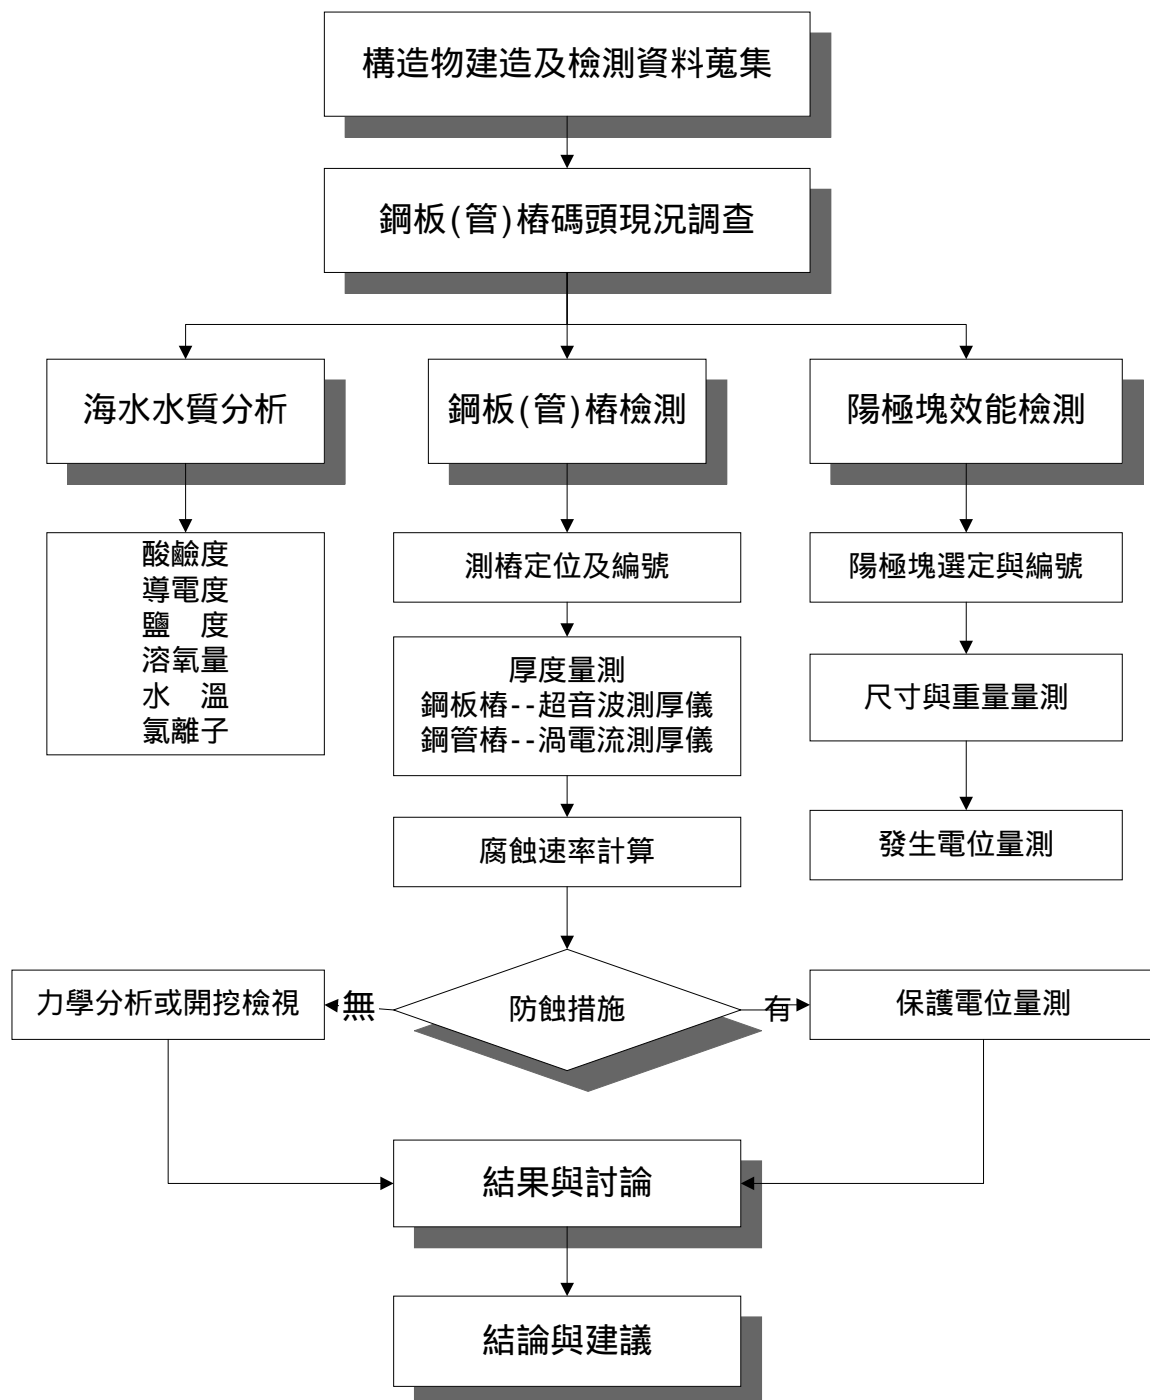 構造物建造及檢測資料蒐集
鋼板(管)樁碼頭現況調查
海水水質分析
鋼板(管)樁檢測
陽極塊效能檢測
酸鹼度
導電度
鹽　度
溶氧量
水　溫
氯離子
測樁定位及編號
陽極塊選定與編號
厚度量測
鋼板樁--超音波測厚儀
鋼管樁--渦電流測厚儀
尺寸與重量量測
腐蝕速率計算
發生電位量測
力學分析或開挖檢視
無
防蝕措施
有
保護電位量測
結果與討論
結論與建議